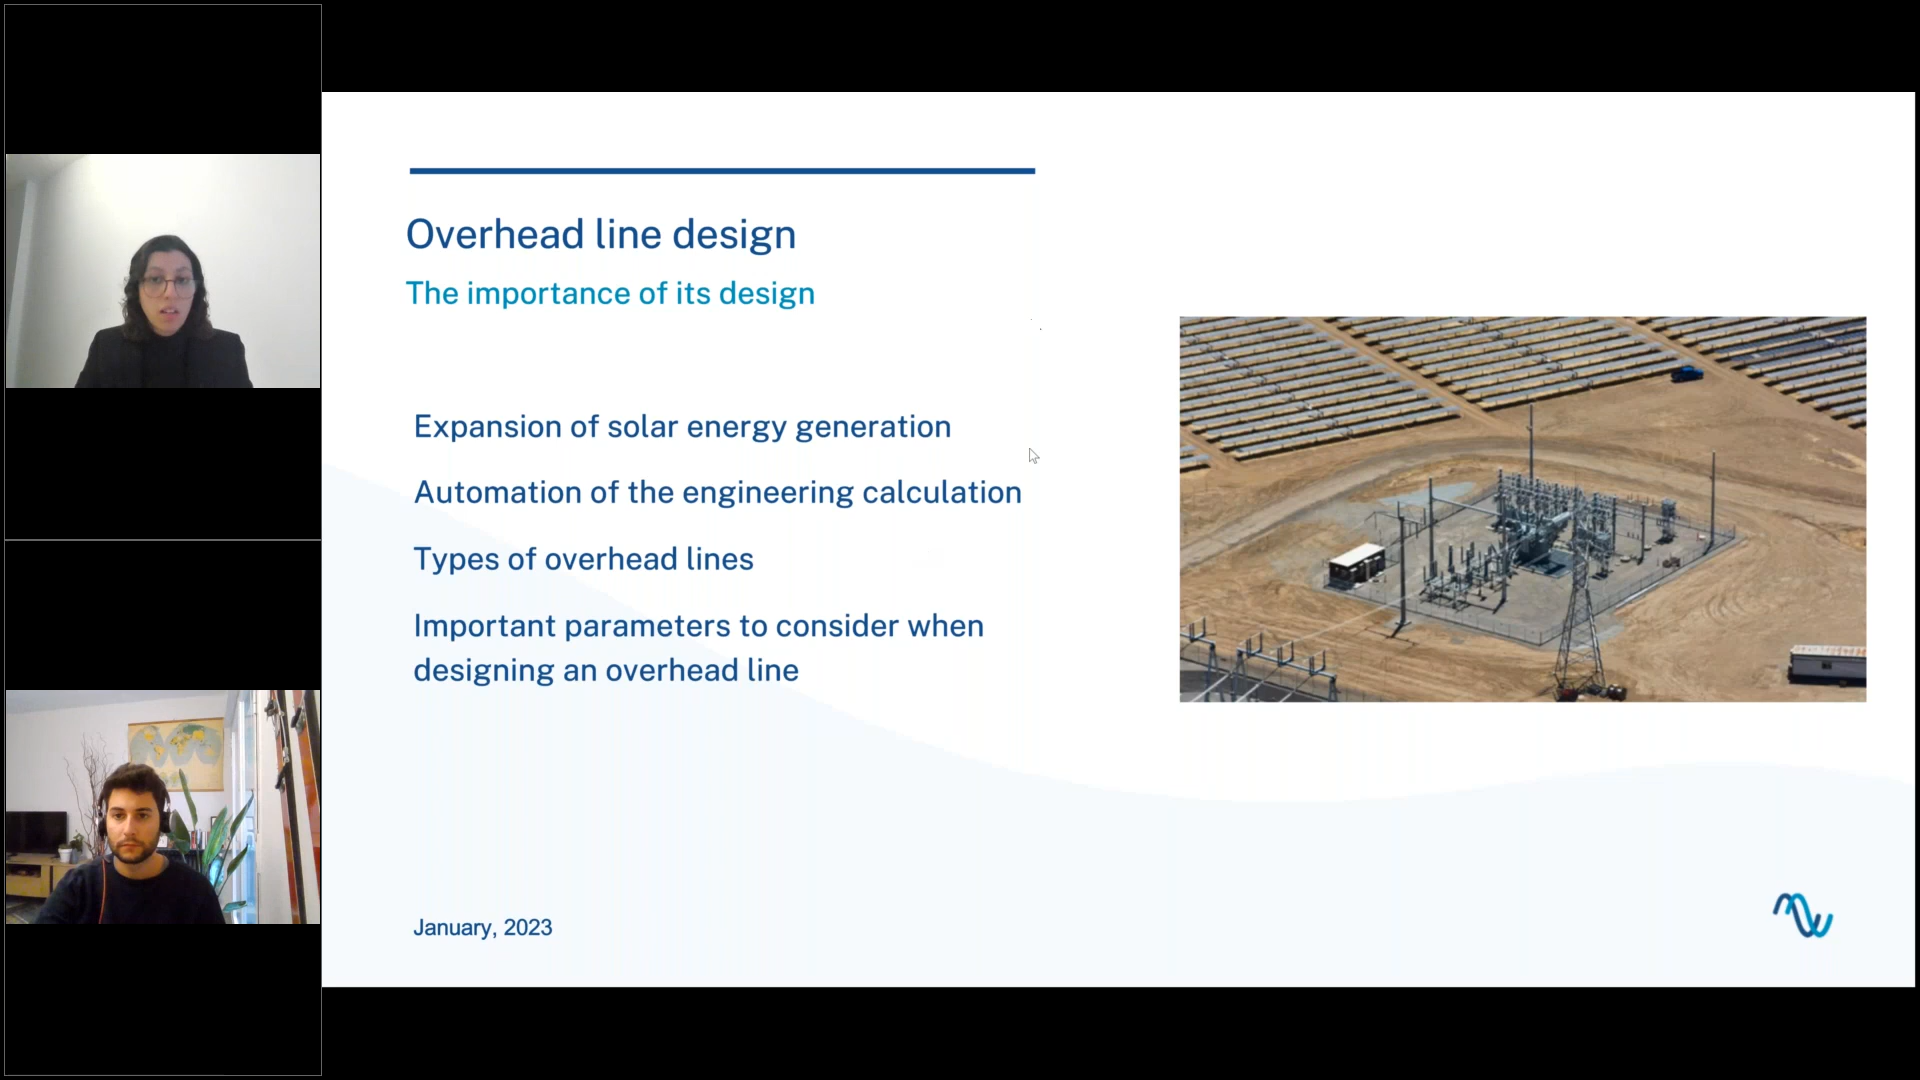 Overhead line design
The importance of its design
Expansion of solar energy generation
Automation of the engineering calculation
Types of overhead lines
Important parameters to consider when
designing an overhead line
January, 2023